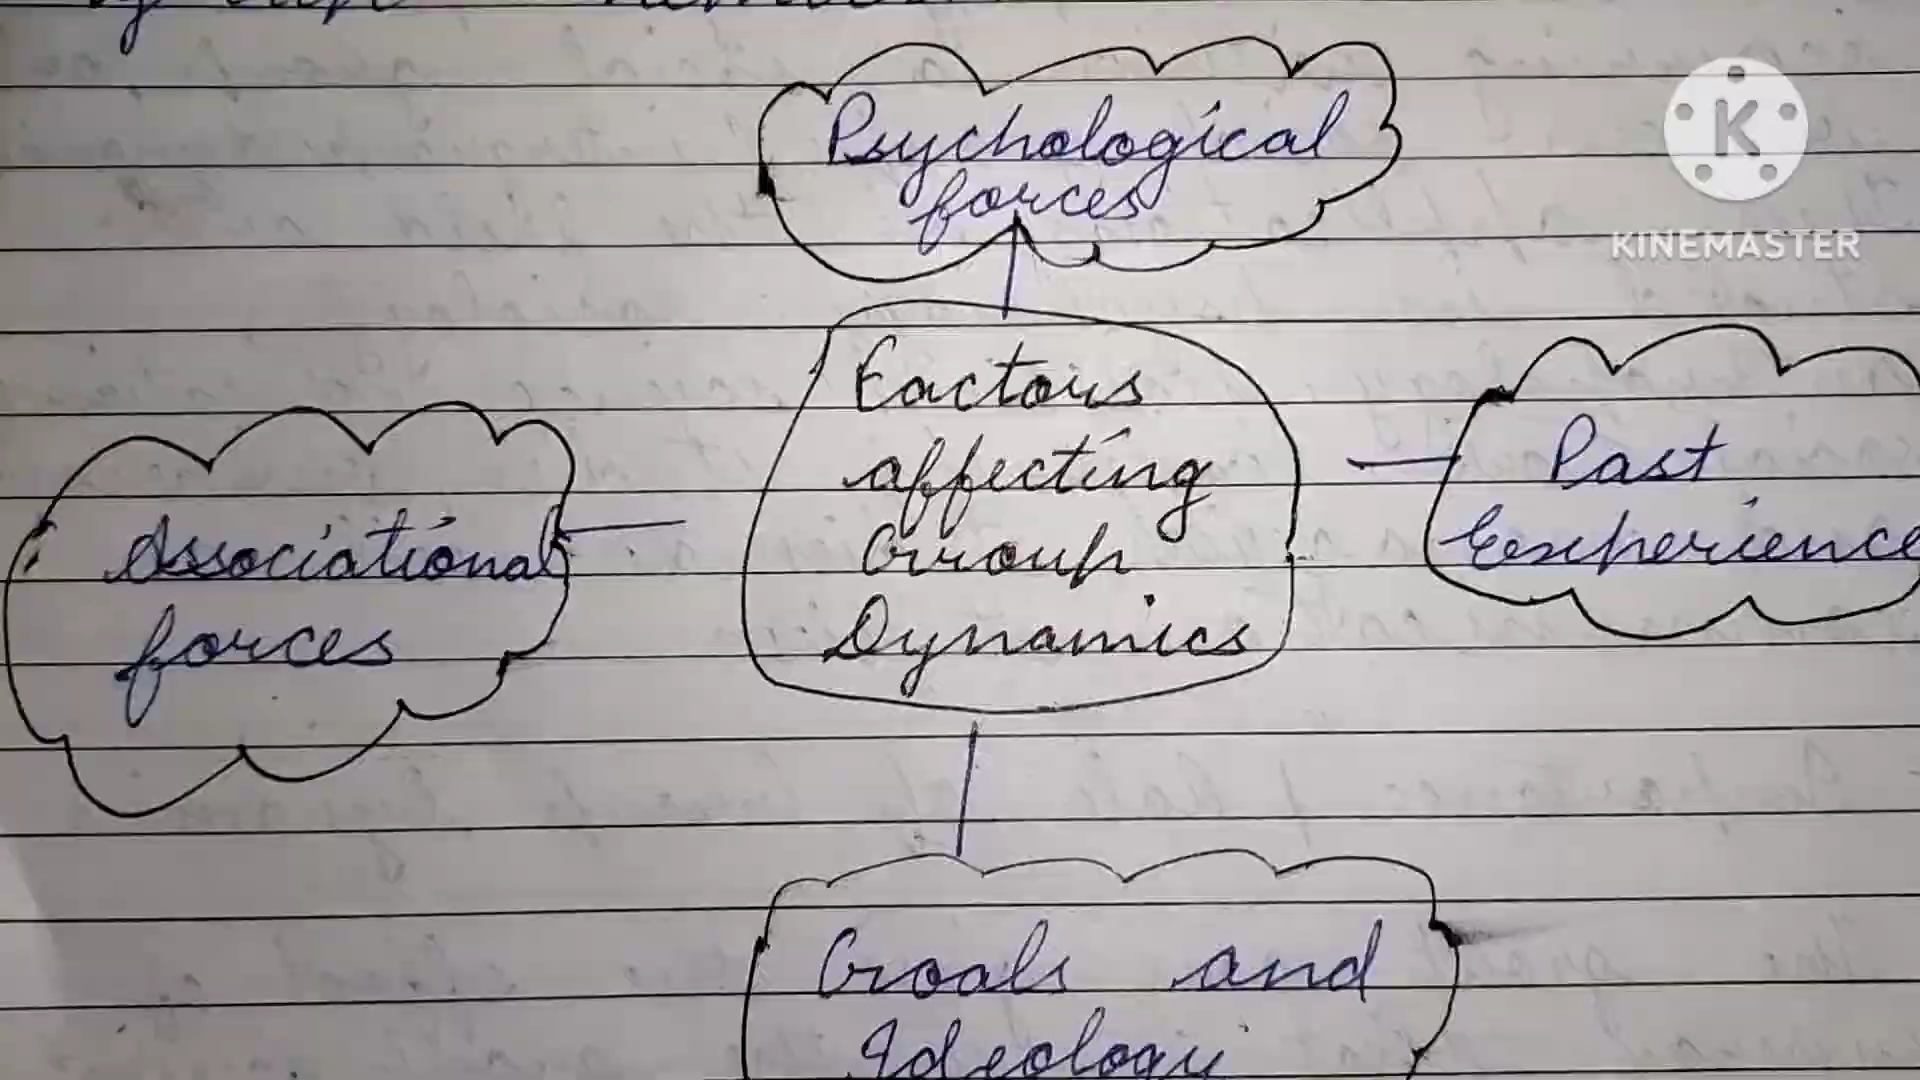 Psychological
forces
KINEMASTER
Factors
affecting
Group
Dynamics
Past
Experience
Associational
forces
Goals and
Ideology